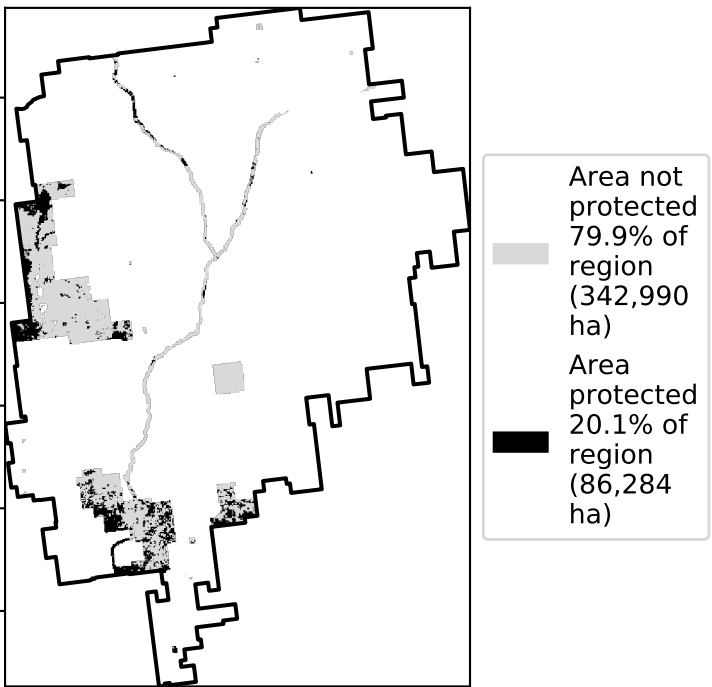 Area not
protected
79.9% of
region
(342,990
ha)
Area
protected
20.1% of
region
(86,284
ha)